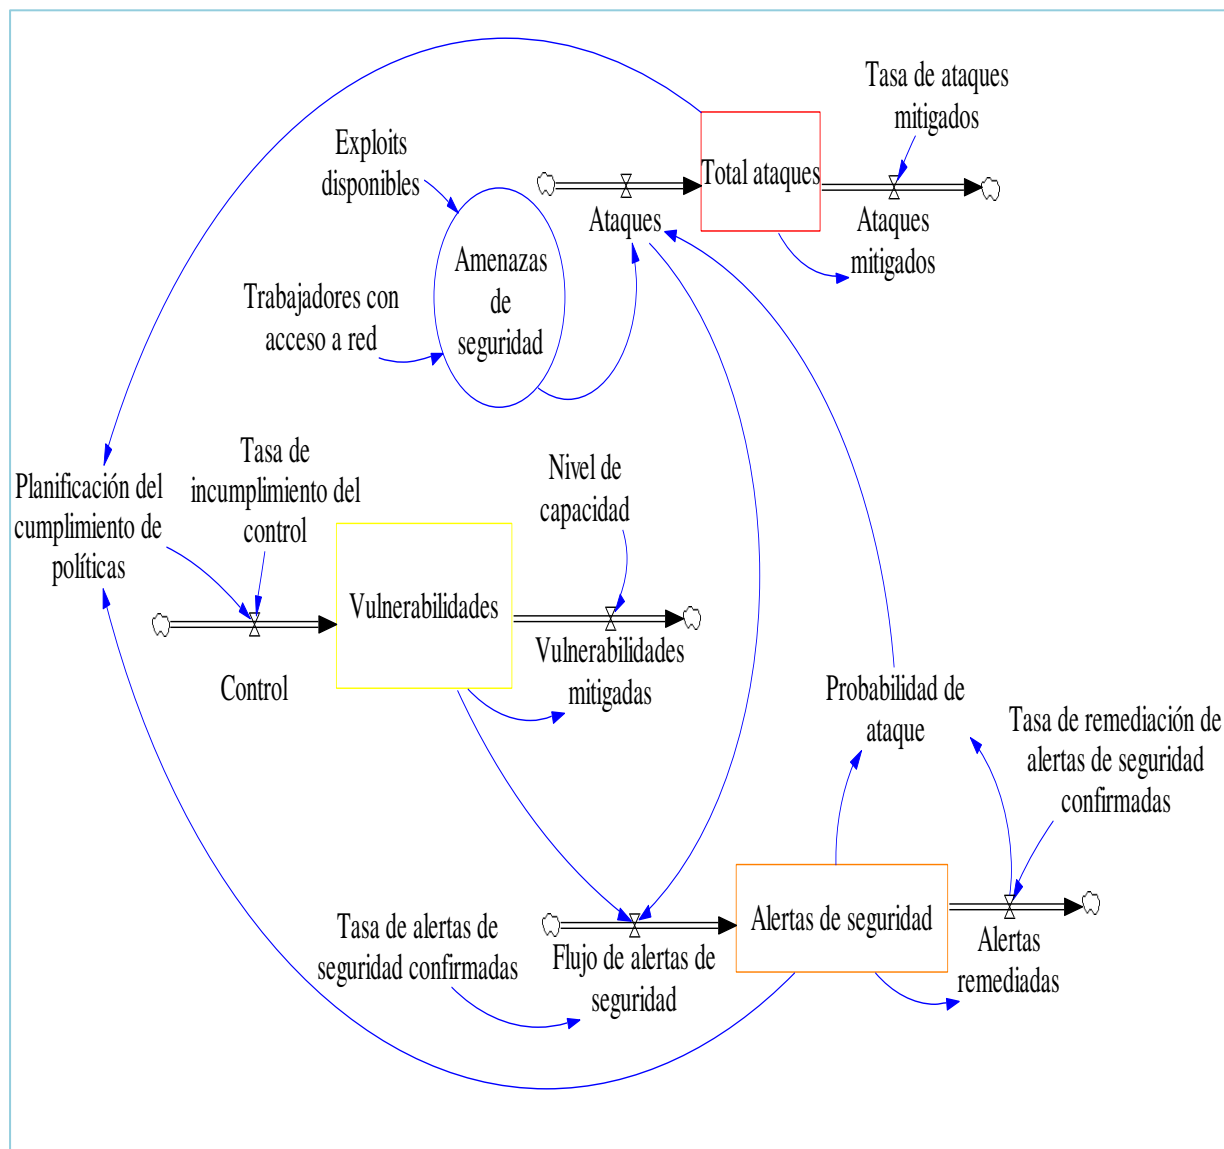 Tasa de ataques
mitigados
Exploits
disponibles
Total ataques
Ataques
Ataques
mitigados
Amenazas
de
seguridad
Trabajadores con
acceso a red
Tasa de
incumplimiento del
control
Nivel de
capacidad
Planificación del
cumplimiento de
políticas
Vulnerabilidades
Vulnerabilidades
mitigadas
Control
Probabilidad de
ataque
Tasa de remediación de
alertas de seguridad
confirmadas
Tasa de alertas de
seguridad confirmadas
Flujo de alertas de
seguridad
Alertas de seguridad
Alertas
remediadas